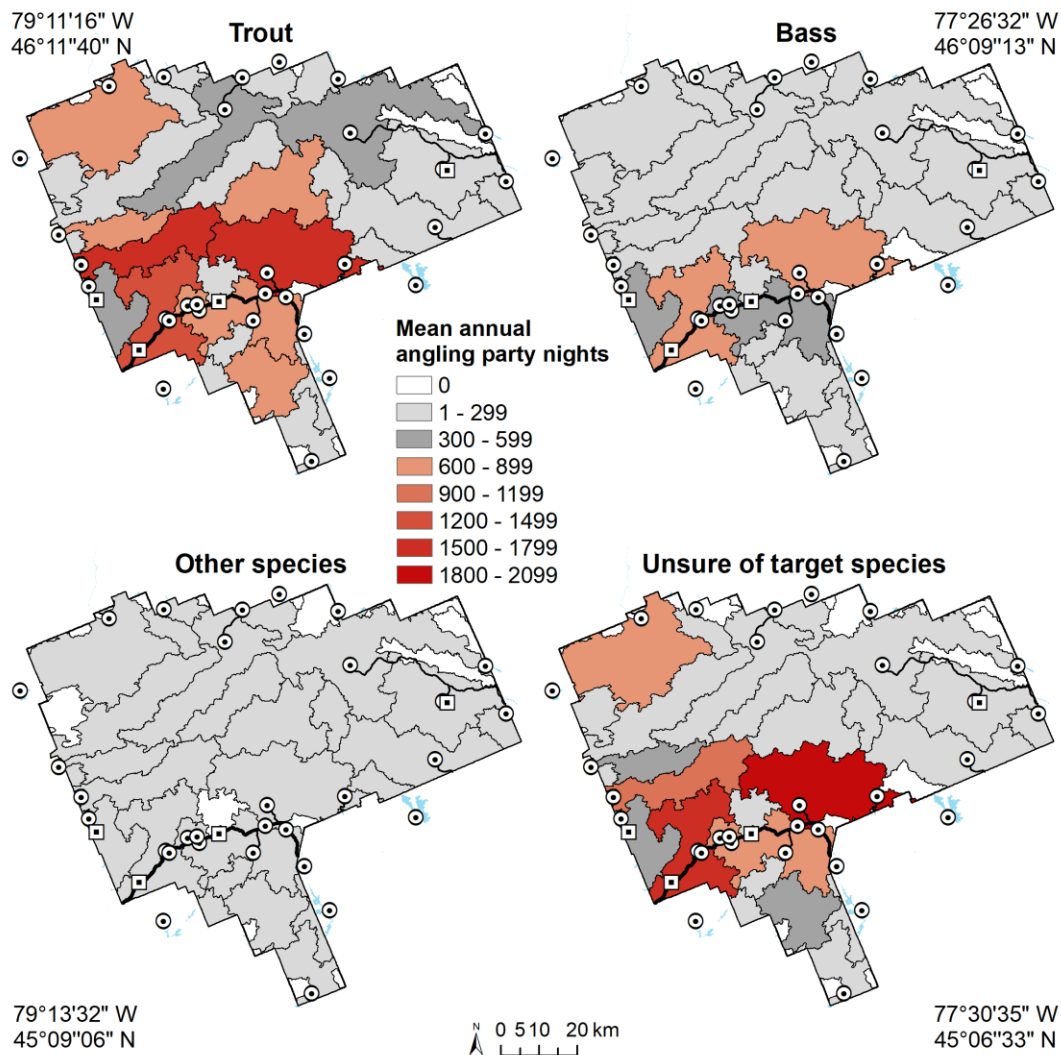 79°11'16" W
46°11"40" N
Trout
Bass
77°26'32" W
46°09"13" N
Mean annual
angling party nights
0
1 - 299
300 - 599
600 - 899
900 - 1199
1200 - 1499
1500 - 1799
1800 - 2099
Other species
Unsure of target species
79°13'32" W
45°09"06" N
N
0 5 10 20 km
77°30'35" W
45°06"33" N